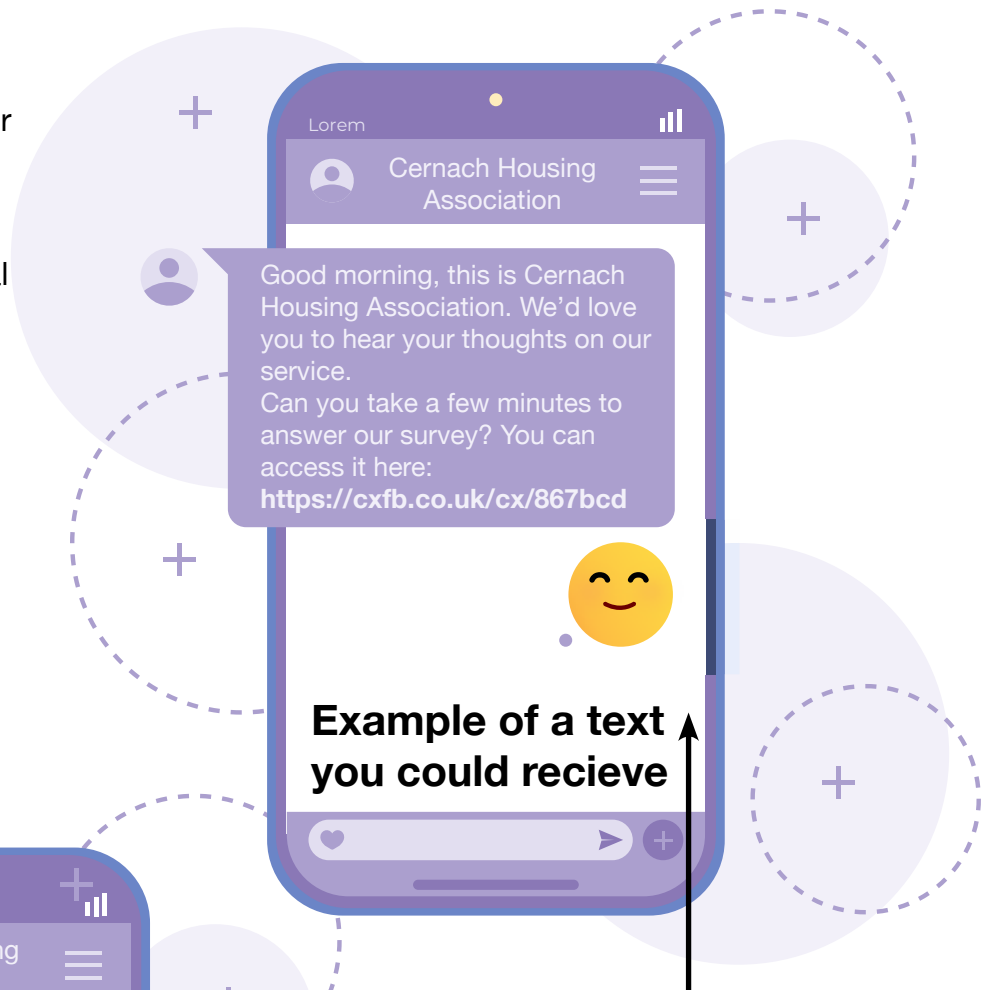 r
al
Lorem
Cernach Housing
Association
Good morning, this is Cernach
Housing Association. We’d love
you to hear your thoughts on our
service.
Can you take a few minutes to
answer our survey? You can
access it here:
https://cxfb.co.uk/cx/867bcd
Example of a text
you could recieve
ng